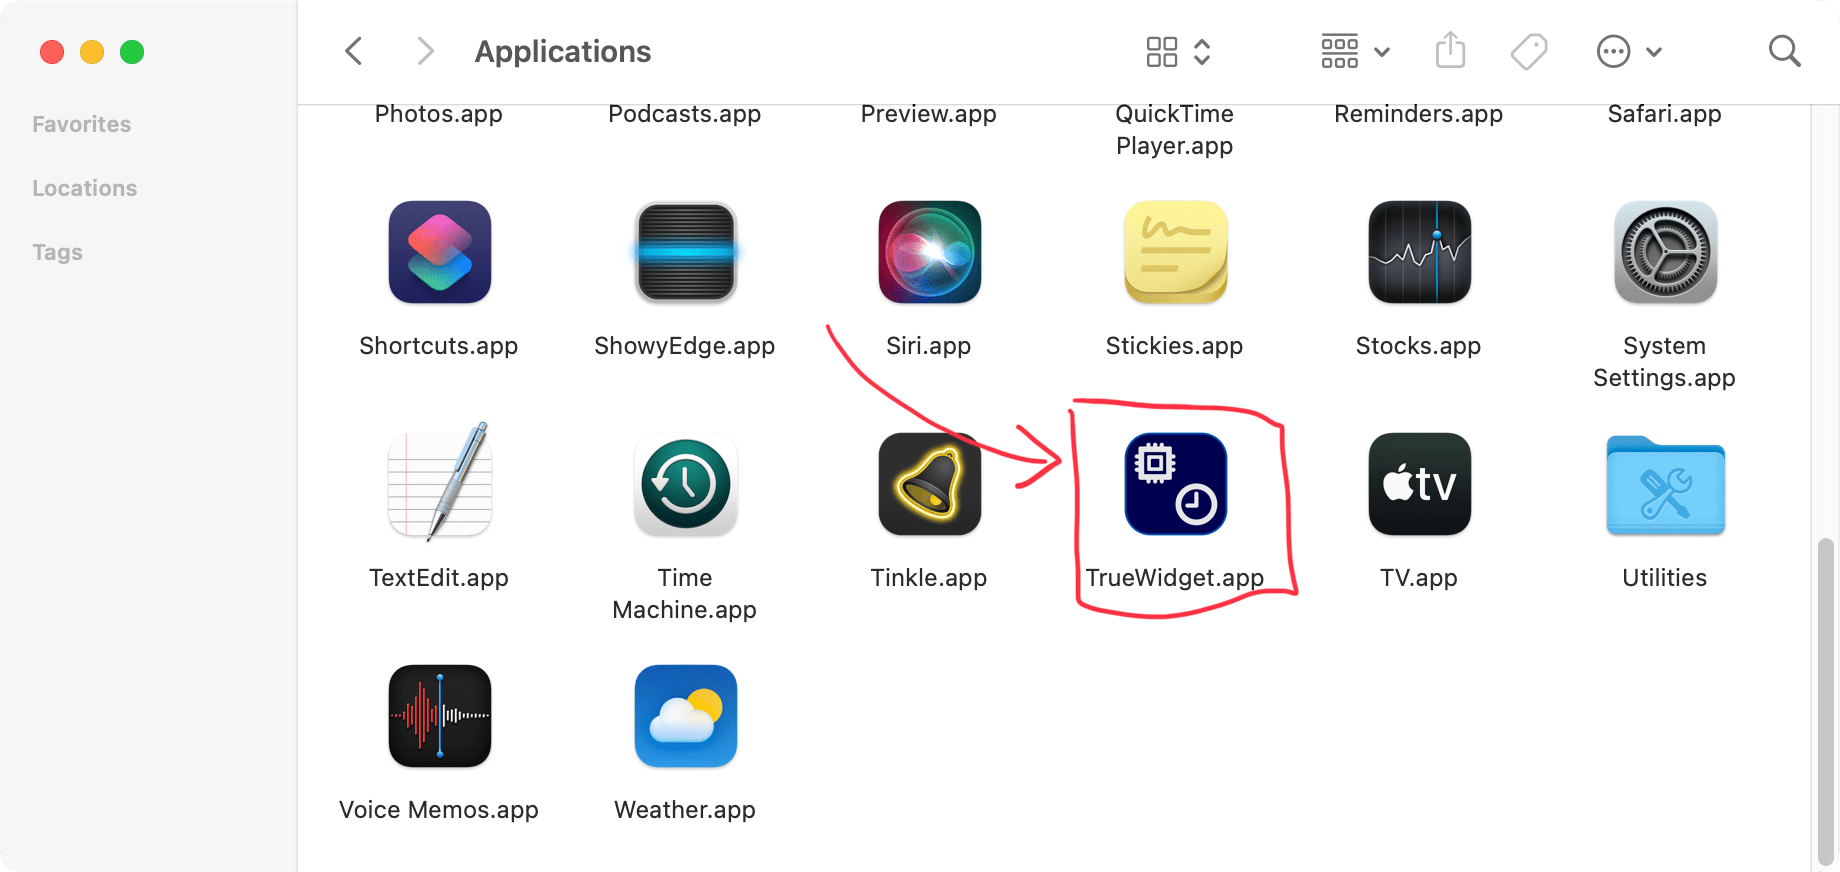 Applications
Favorites
Locations
Tags
Photos.app
Podcasts.app
Preview.app
QuickTime
Player.app
Reminders.app
Safari.app
Shortcuts.app
ShowyEdge.app
Siri.app
Stickies.app
Stocks.app
System
Settings.app
tv
TextEdit.app
Time
Machine.app
Tinkle.app
TrueWidget.app
TV.app
Utilities
Voice Memos.app
Weather.app